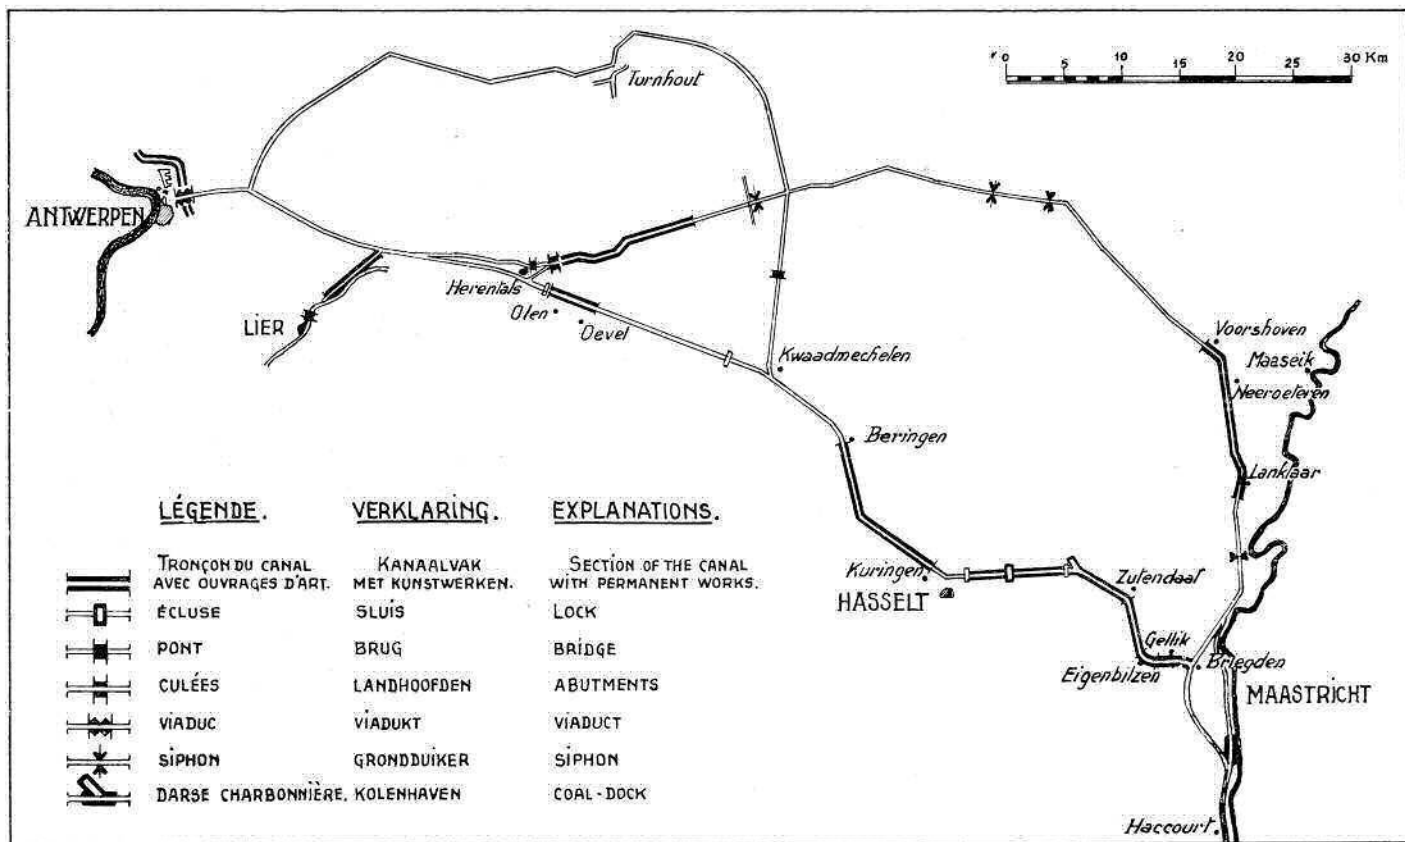 0 5 10 15 20 25 30 Km
Turnhout
ANTWERPEN
Herentals
LIER
Olen
Oevel
Kwaadmechelen
Voorshoven
Maaseik
Neeroeteren
Beringen
Lanklaar
Kuringen
HASSELT
Zutendaal
Gellik
Eigenbilzen
Briegden
MAASTRICHT
Haccourt
LÉGENDE. VERKLARING. EXPLANATIONS.
TRONÇON DU CANAL KANAALVAK SECTION OF THE CANAL
AVEC OUVRAGES D'ART. MET KUNSTWERKEN. WITH PERMANENT WORKS.
ÉCLUSE SLUIS LOCK
PONT BRUG BRIDGE
CULÉES LANDHOOFDEN ABUTMENTS
VIADUC VIADUKT VIADUCT
SIPHON GRONDDUIKER SIPHON
DARSE CHARBONNIÈRE. KOLENHAVEN COAL-DOCK